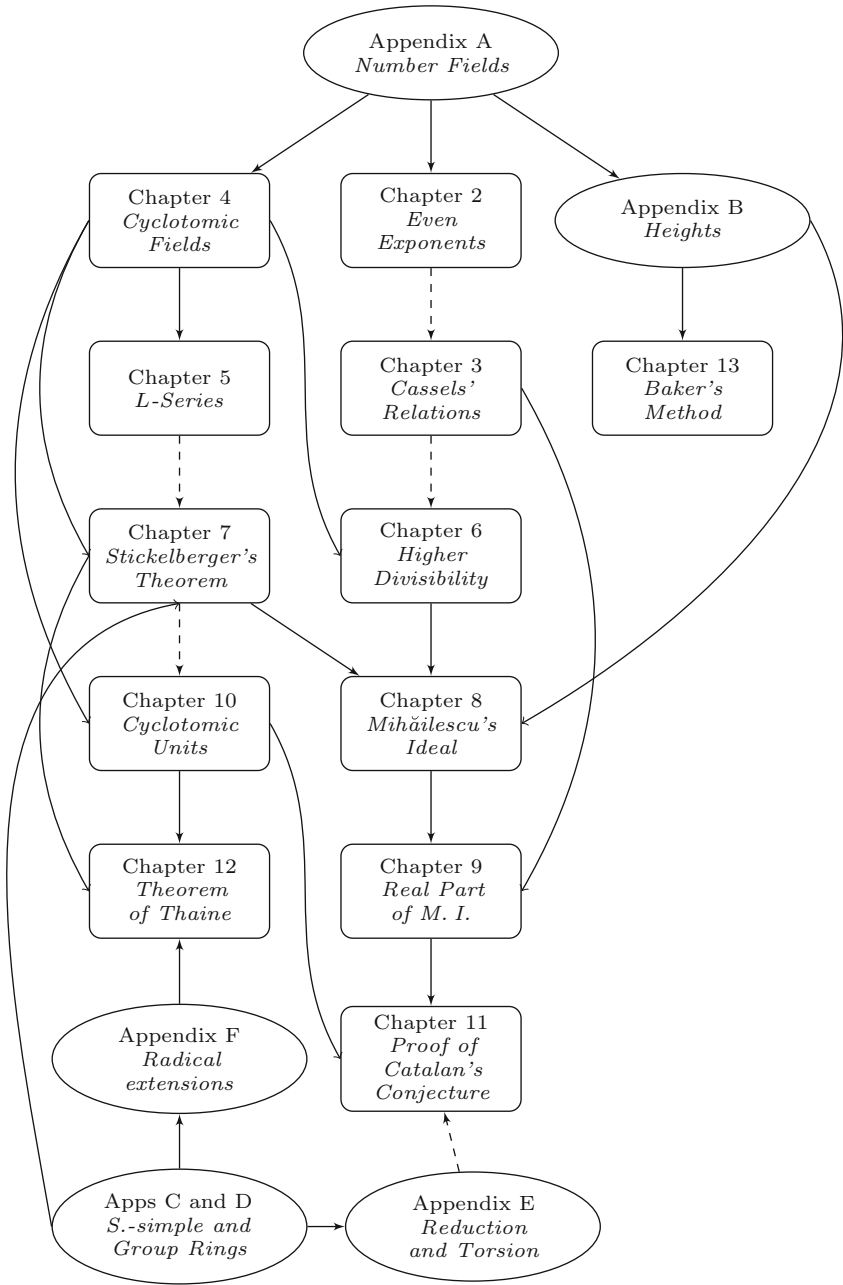 Appendix A
Number Fields
Chapter 4
Cyclotomic
Fields
Chapter 2
Even
Exponents
Appendix B
Heights
Chapter 5
L-Series
Chapter 3
Cassels'
Relations
Chapter 13
Baker's
Method
Chapter 7
Stickelberger's
Theorem
Chapter 6
Higher
Divisibility
Chapter 10
Cyclotomic
Units
Chapter 8
Mihăilescu's
Ideal
Chapter 12
Theorem
of Thaine
Chapter 9
Real Part
of M. I.
Appendix F
Radical
extensions
Chapter 11
Proof of
Catalan's
Conjecture
Apps C and D
S.-simple and
Group Rings
Appendix E
Reduction
and Torsion